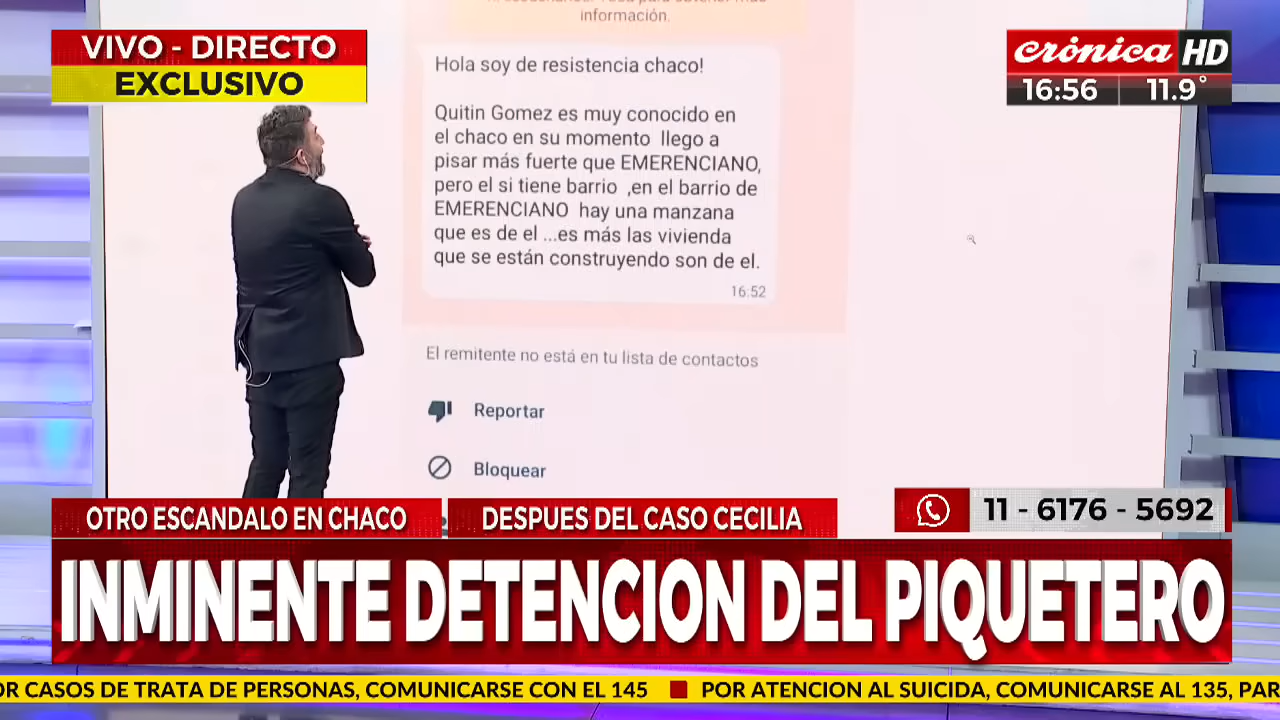 VIVO - DIRECTO
EXCLUSIVO
crónica HD
16:56 11.9°
información.
Hola soy de resistencia chaco!
Quitin Gomez es muy conocido en
el chaco en su momento llego a
pisar más fuerte que EMERENCIANO,
pero el si tiene barrio ,en el barrio de
EMERENCIANO hay una manzana
que es de el ...es más las vivienda
que se están construyendo son de el.
16:52
El remitente no está en tu lista de contactos
Reportar
Bloquear
11 - 6176 - 5692
OTRO ESCANDALO EN CHACO
DESPUES DEL CASO CECILIA
INMINENTE DETENCION DEL PIQUETERO
OR CASOS DE TRATA DE PERSONAS, COMUNICARSE CON EL 145 POR ATENCION AL SUICIDA, COMUNICARSE AL 135, PAR